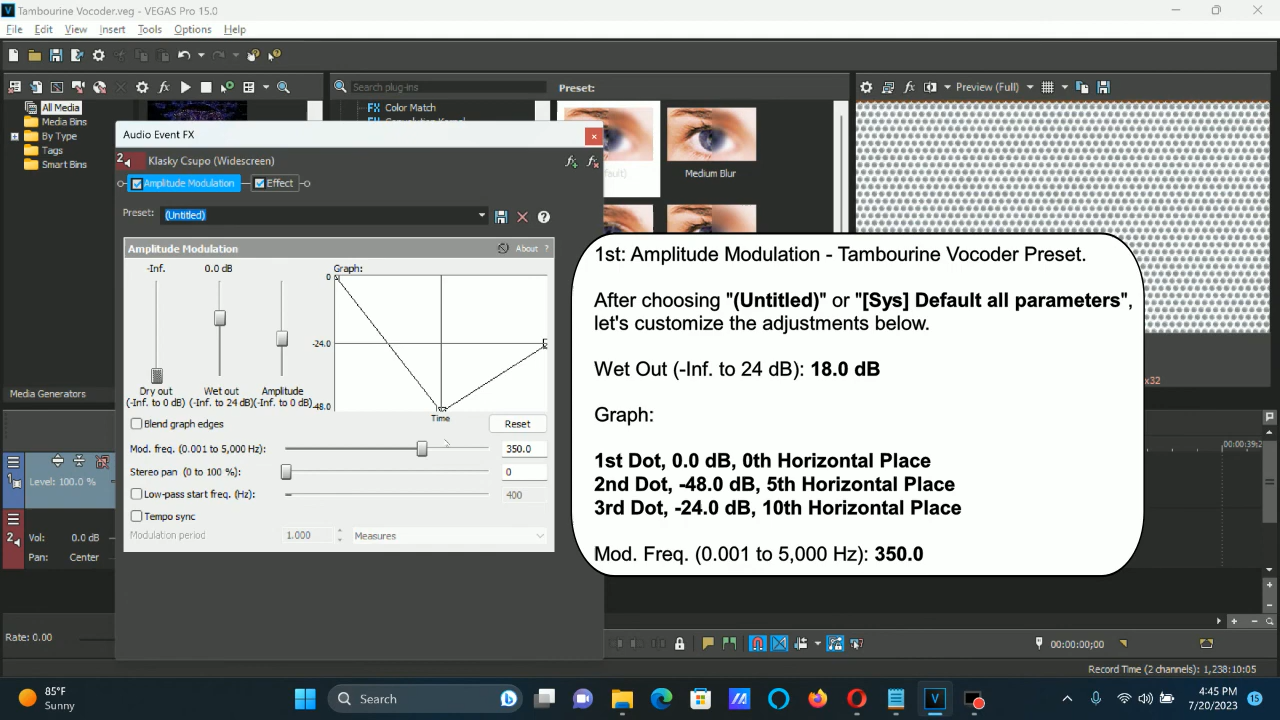 Tambourine Vocoder.veg - VEGAS Pro 15.0
File Edit View Insert Tools Options Help
Search plug-ins
Preset:
Preview (Full)
All Media
Media Bins
By Type
Tags
Smart Bins
FX Color Match
Medium Blur
Audio Event FX
Klasky Csupo (Widescreen)
Amplitude Modulation
Effect
Preset: (Untitled)
Amplitude Modulation
About ?
-Inf. 0.0 dB
Graph:
0
-24.0
-48.0
Time
Dry out Wet out Amplitude
(-Inf. to 0 dB) (-Inf. to 24 dB) (-Inf. to 0 dB)
Blend graph edges
Reset
Mod. freq. (0.001 to 5,000 Hz): 350.0
Stereo pan (0 to 100 %): 0
Low-pass start freq. (Hz): 400
Tempo sync
Modulation period 1.000 Measures
1st: Amplitude Modulation - Tambourine Vocoder Preset.
After choosing "(Untitled)" or "[Sys] Default all parameters",
let's customize the adjustments below.
Wet Out (-Inf. to 24 dB): 18.0 dB
Graph:
1st Dot, 0.0 dB, 0th Horizontal Place
2nd Dot, -48.0 dB, 5th Horizontal Place
3rd Dot, -24.0 dB, 10th Horizontal Place
Mod. Freq. (0.001 to 5,000 Hz): 350.0
x32
Media Generators
00:00:39;2
1
Level: 100.0 %
2
Vol: 0.0 dB
Pan: Center
Rate: 0.00
00:00:00;00
Record Time (2 channels): 1,238:10:05
85°F
Sunny
Search
4:45 PM
7/20/2023
15